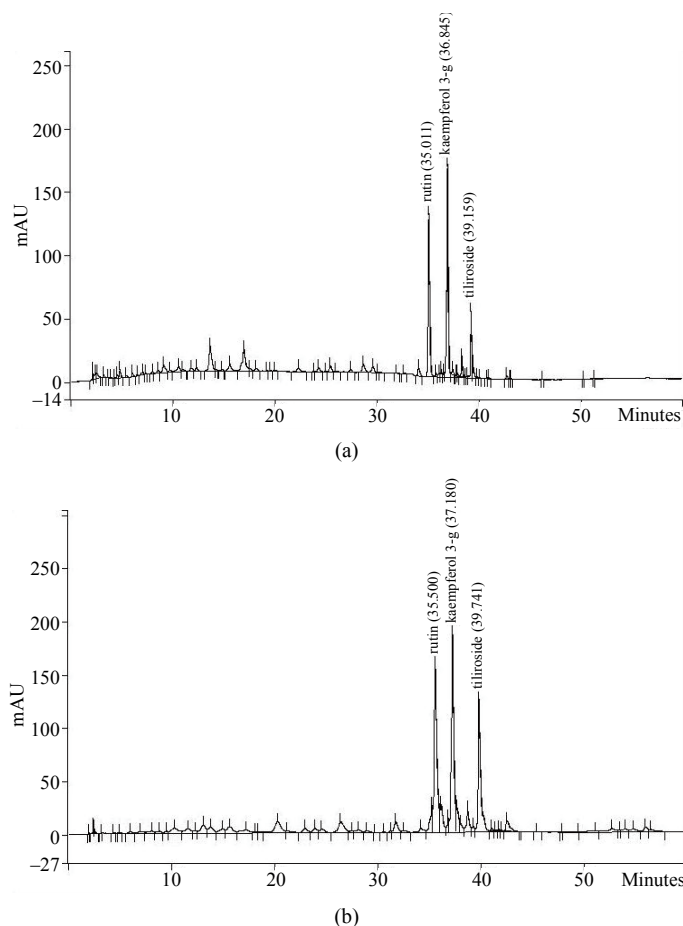 250
200
150
100
50
0
–14
mAU
rutin (35.011)
kaempferol 3-g (36.845)
tiliroside (39.159)
10 20 30 40 50 Minutes
(a)
250
200
150
100
50
0
–27
mAU
rutin (35.500)
kaempferol 3-g (37.180)
tiliroside (39.741)
10 20 30 40 50 Minutes
(b)